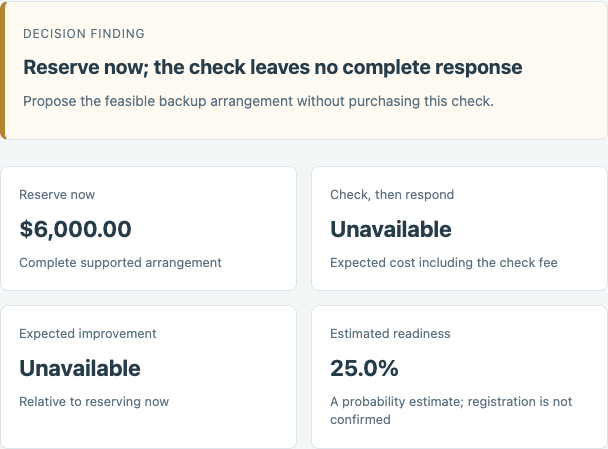 DECISION FINDING
Reserve now; the check leaves no complete response
Propose the feasible backup arrangement without purchasing this check.
Reserve now
$6,000.00
Complete supported arrangement
Check, then respond
Unavailable
Expected cost including the check fee
Expected improvement
Unavailable
Relative to reserving now
Estimated readiness
25.0%
A probability estimate; registration is not
confirmed